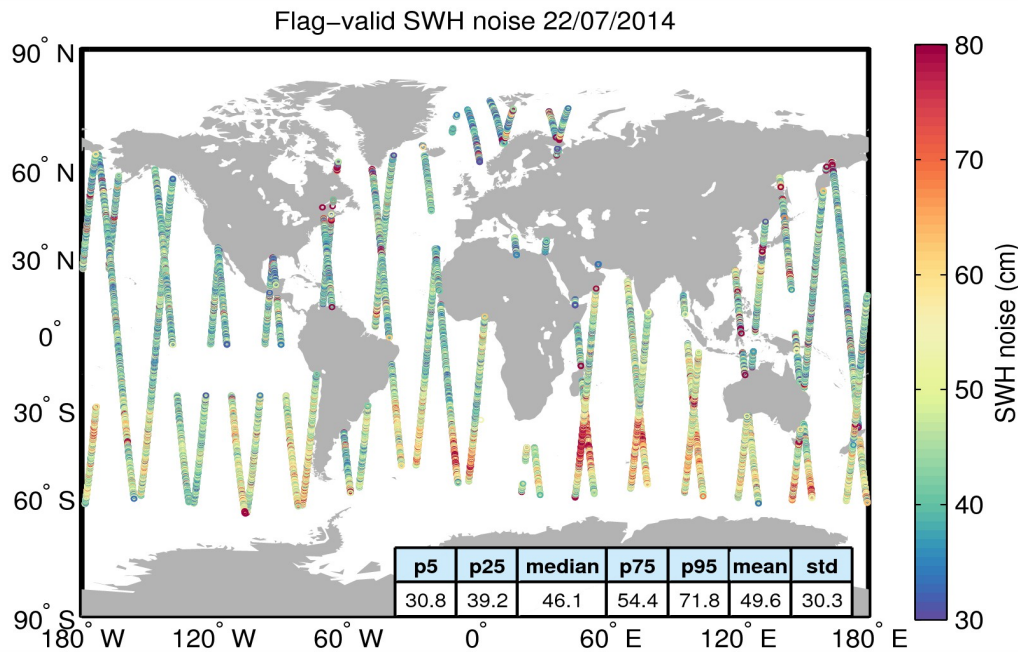 Flag−valid SWH noise 22/07/2014
90° N
60° N
30° N
0°
30° S
60° S
90° S
180° W
120° W
60° W
0°
60° E
120° E
180° E
p5 p25 median p75 p95 mean std
30.8 39.2 46.1 54.4 71.8 49.6 30.3
80
70
60
50
40
30
SWH noise (cm)